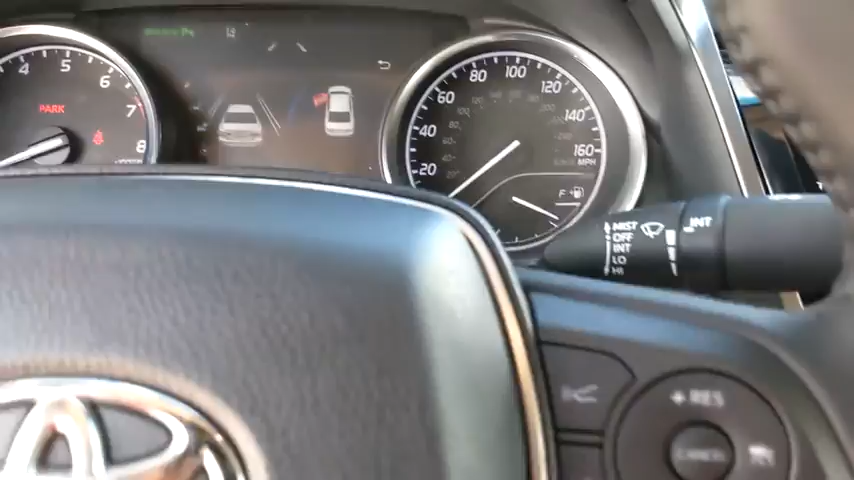 4
5
6
7
8
PARK
20
40
60
80
100
120
140
160
MPH
F
MIST
OFF
INT
LO
HI
INT
+ RES
CANCEL